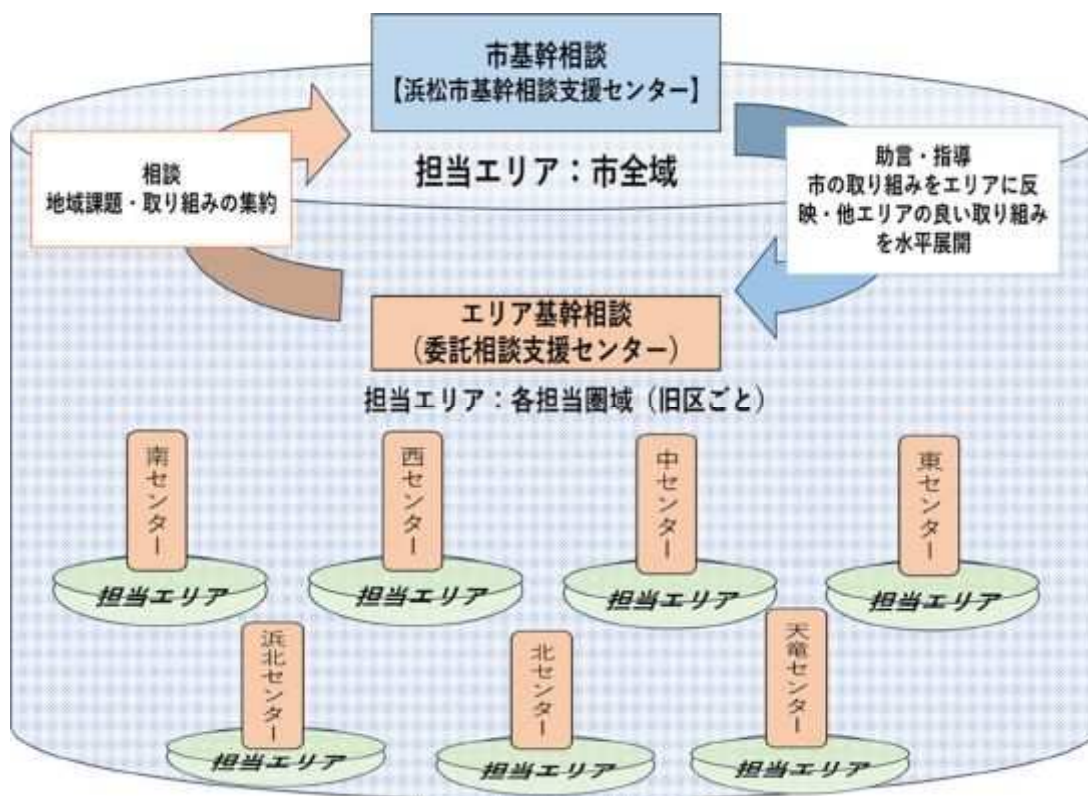 市基幹相談
【浜松市基幹相談支援センター】
担当エリア：市全域
相談
地域課題・取り組みの集約
助言・指導
市の取り組みをエリアに反
映・他エリアの良い取り組み
を水平展開
エリア基幹相談
（委託相談支援センター）
担当エリア：各担当圏域（旧区ごと）
南センター
西センター
中センター
東センター
担当エリア
担当エリア
担当エリア
担当エリア
浜北センター
北センター
天竜センター
担当エリア
担当エリア
担当エリア